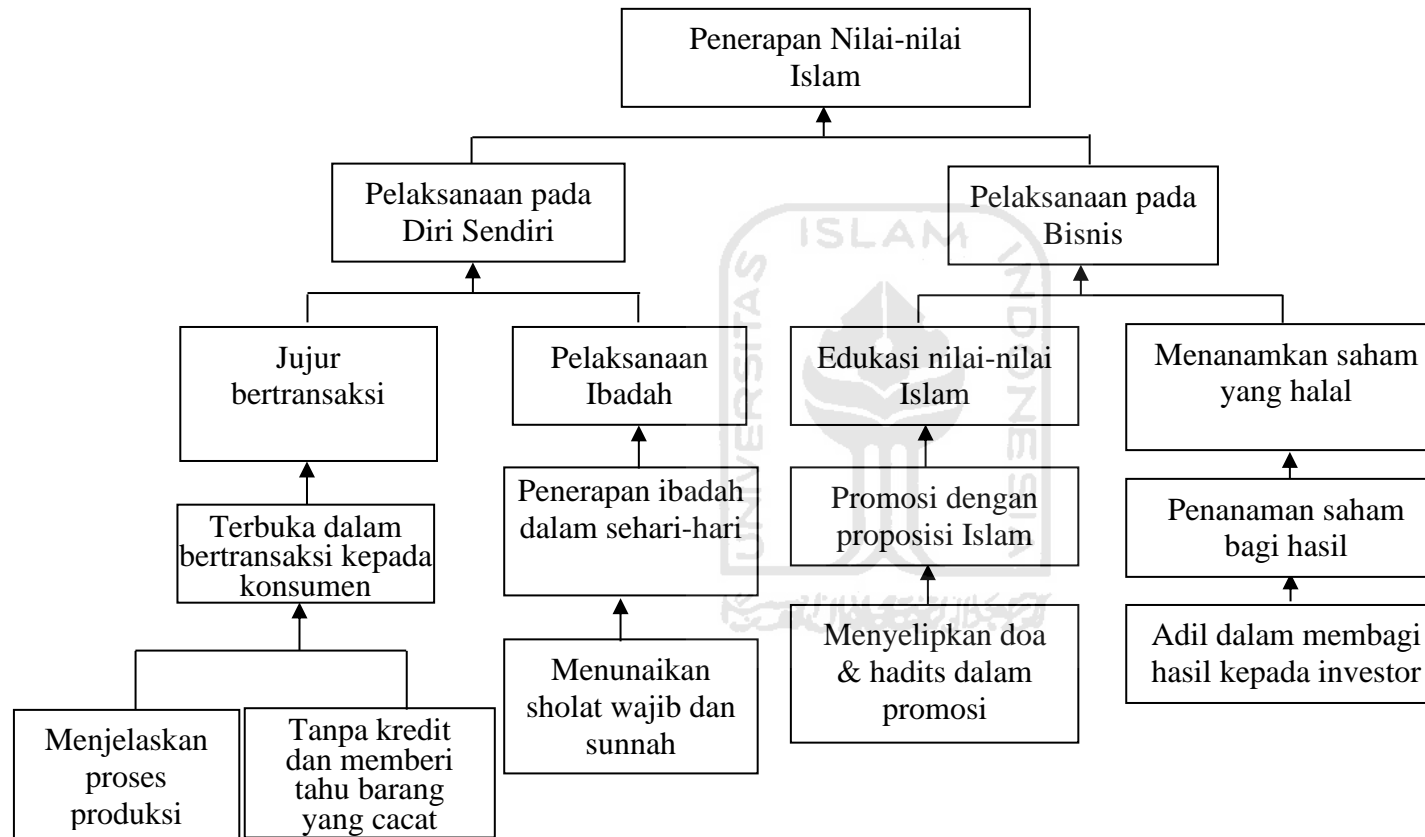 Penerapan Nilai-nilai
Islam
Pelaksanaan pada
Diri Sendiri
Pelaksanaan pada
Bisnis
Jujur
bertransaksi
Pelaksanaan
Ibadah
Edukasi nilai-nilai
Islam
Menanamkan saham
yang halal
Terbuka dalam
bertransaksi kepada
konsumen
Penerapan ibadah
dalam sehari-hari
Promosi dengan
proposisi Islam
Penanaman saham
bagi hasil
Menjelaskan
proses
produksi
Tanpa kredit
dan memberi
tahu barang
yang cacat
Menunaikan
sholat wajib dan
sunnah
Menyelipkan doa
& hadits dalam
promosi
Adil dalam membagi
hasil kepada investor
UNIVERSITAS
ISLAM
INDONESIA